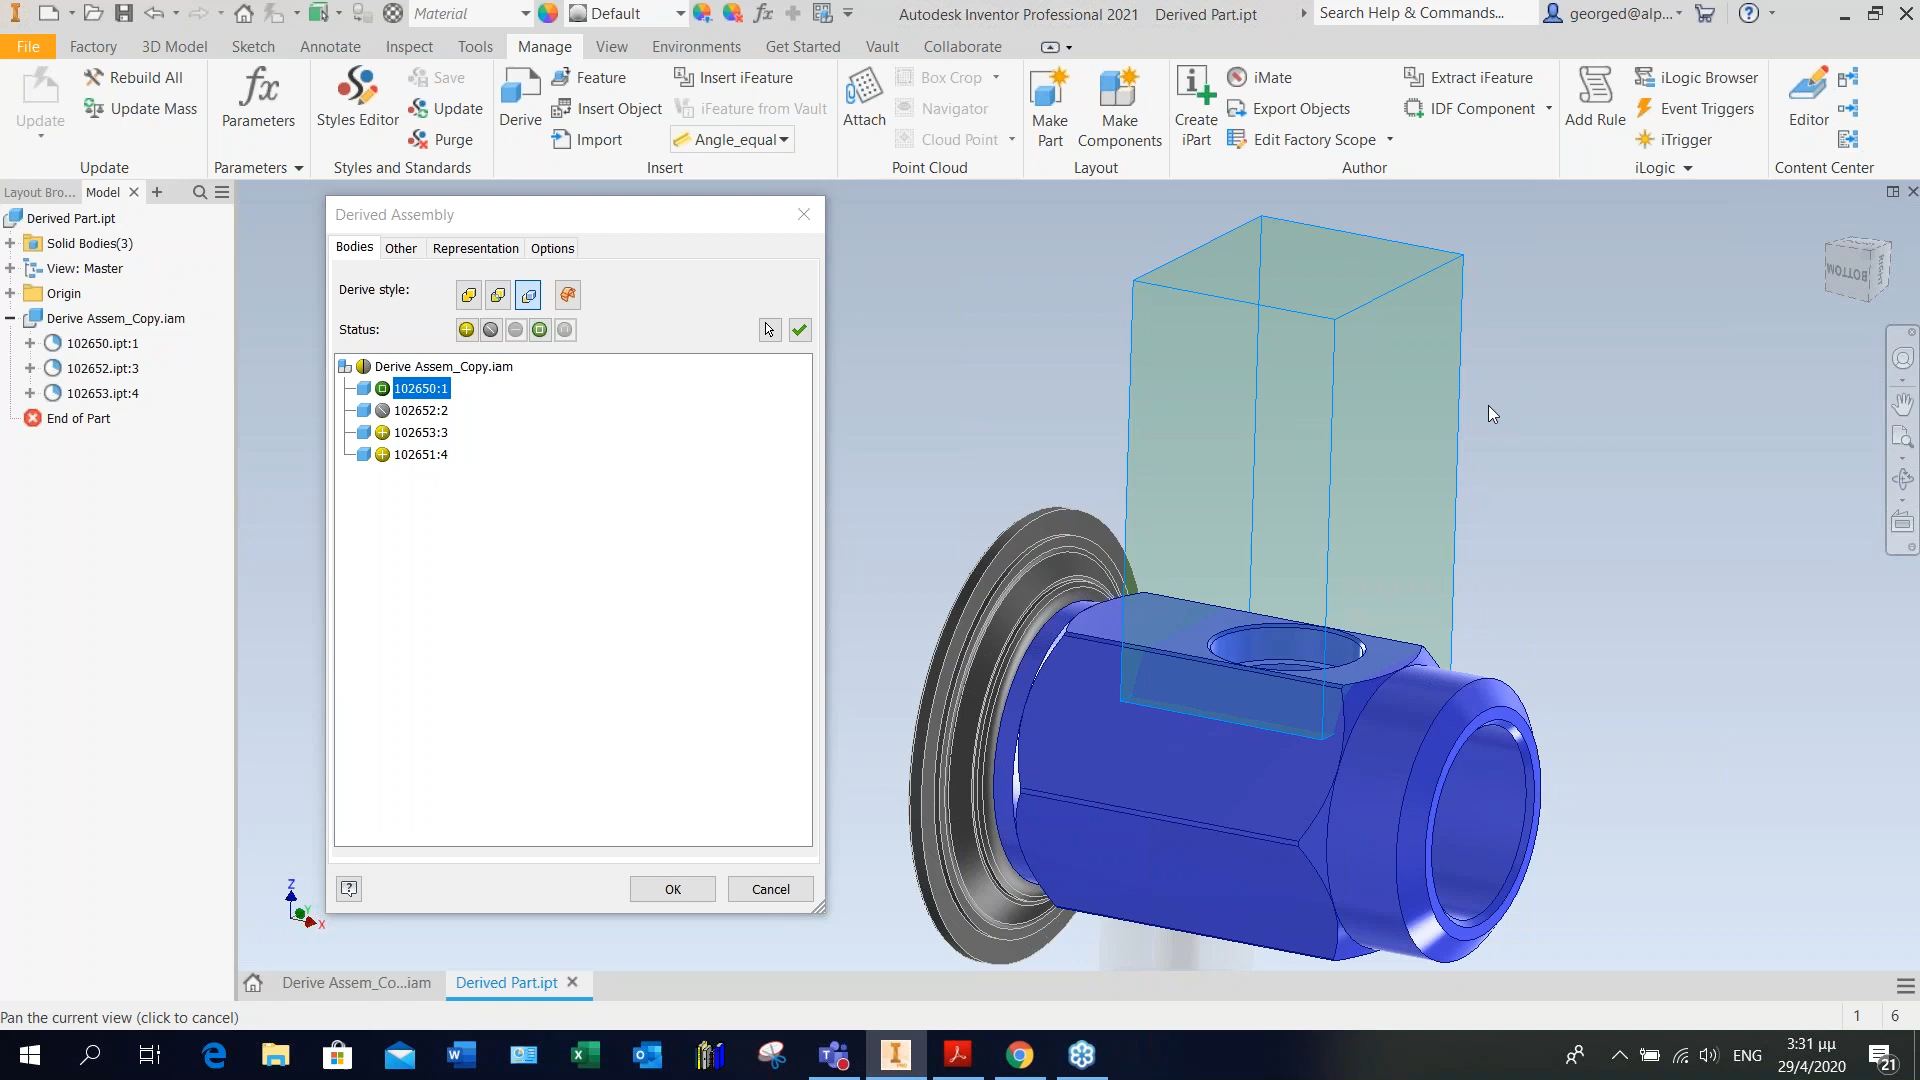 Material
Default
fx
Autodesk Inventor Professional 2021 Derived Part.ipt
Search Help & Commands...
georged@alp...
File Factory 3D Model Sketch Annotate Inspect Tools Manage View Environments Get Started Vault Collaborate
Update
Rebuild All
Update Mass
Update
fx
Parameters
Parameters
Styles Editor
Save
Update
Purge
Styles and Standards
Derive
Feature
Insert Object
Import
Insert iFeature
iFeature from Vault
Angle_equal
Insert
Attach
Box Crop
Navigator
Cloud Point
Point Cloud
Make Part
Make Components
Layout
Create iPart
iMate
Export Objects
Edit Factory Scope
Extract iFeature
IDF Component
Author
Add Rule
iLogic Browser
Event Triggers
iTrigger
iLogic
Editor
Content Center
Layout Bro...
Model
Derived Part.ipt
Solid Bodies(3)
View: Master
Origin
Derive Assem_Copy.iam
102650.ipt:1
102652.ipt:3
102653.ipt:4
End of Part
Derived Assembly
Bodies Other Representation Options
Derive style:
Status:
Derive Assem_Copy.iam
102650:1
102652:2
102653:3
102651:4
OK
Cancel
BOTTOM
Z
Y
X
Derive Assem_Co...iam
Derived Part.ipt
Pan the current view (click to cancel)
1 6
ENG
3:31 μμ
29/4/2020
21